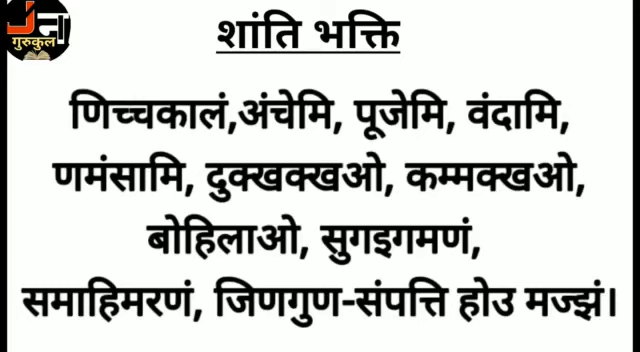 जैन
गुरुकुल
शांति भक्ति
णिच्चकालं,अंचेमि, पूजेमि, वंदामि,
णमंसामि, दुक्खक्खओ, कम्मक्खओ,
बोहिलाओ, सुगइगमणं,
समाहिमरणं, जिणगुण-संपत्ति होउ मज्झं।